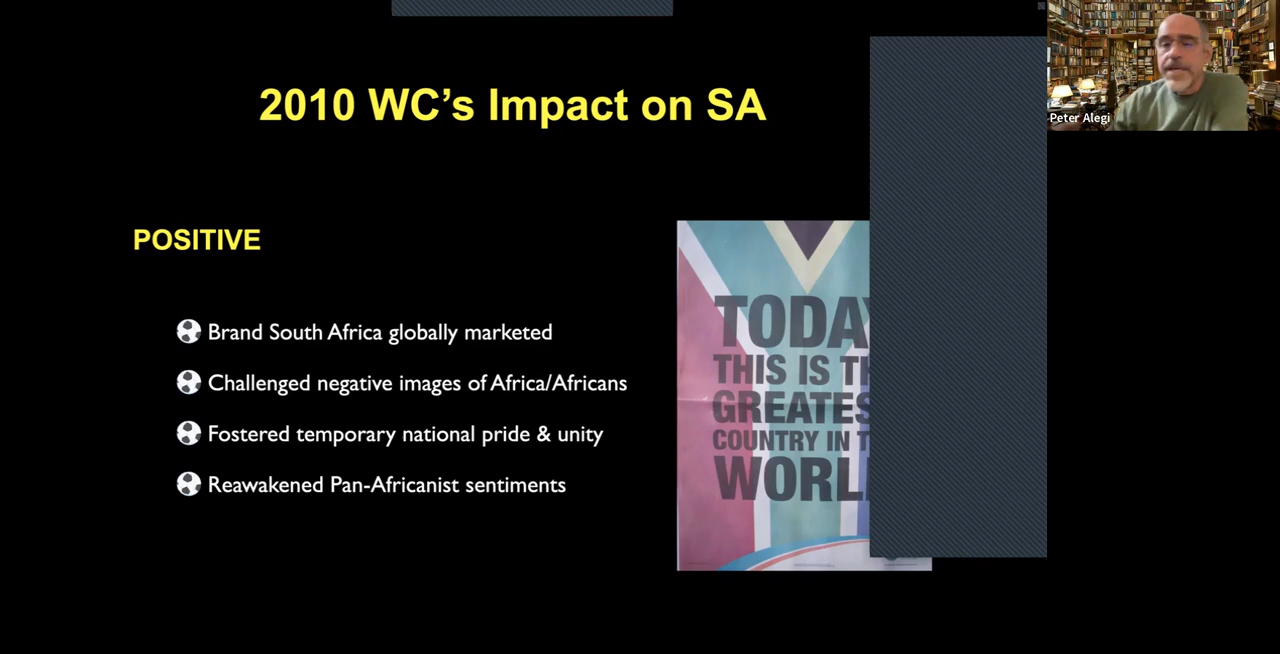 2010 WC’s Impact on SA
Peter Alegi
POSITIVE
Brand South Africa globally marketed
Challenged negative images of Africa/Africans
Fostered temporary national pride & unity
Reawakened Pan-Africanist sentiments
TODAY
THIS IS
GREATES
COUNTRY IN
WORL